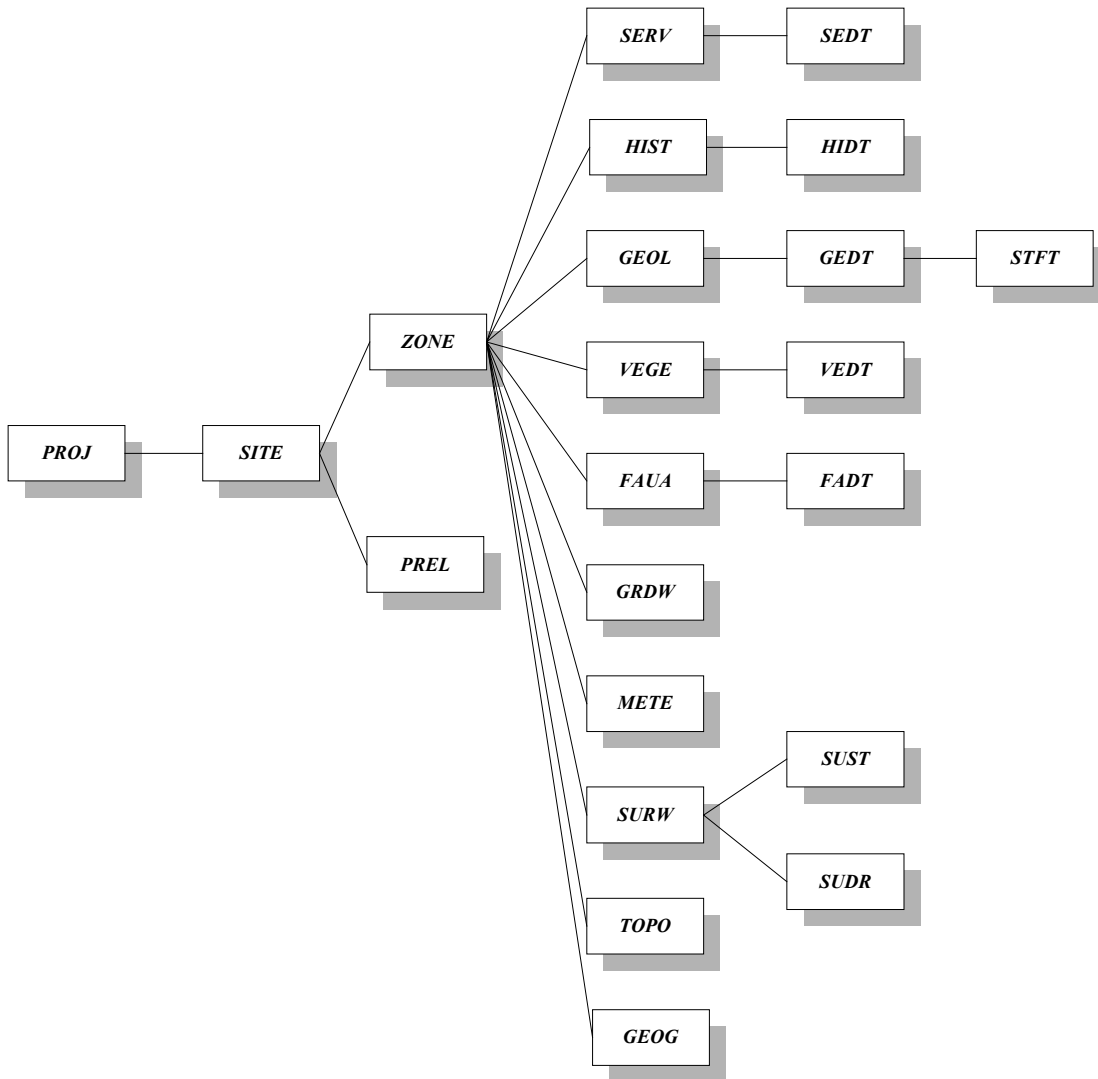 SERV
SEDT
HIST
HIDT
GEOL
GEDT
STFT
ZONE
VEGE
VEDT
PROJ
SITE
FAUA
FADT
PREL
GRDW
METE
SUST
SURW
SUDR
TOPO
GEOG